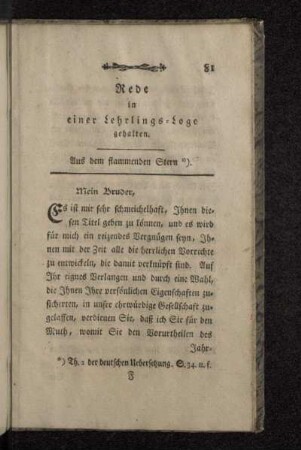 81
Rede
in
einer Lehrlings-Loge
gehalten.
Aus dem flammenden Stern *).
Mein Bruder,
Es ist mir sehr schmeichelhaft, Ihnen die-
sen Titel geben zu können, und es wird
für mich ein reizendes Vergnügen seyn, Ih-
nen mit der Zeit alle die herrlichen Vorrechte
zu entwickeln, die damit verknüpft sind. Auf
Ihr eignes Verlangen und durch eine Wahl,
die Ihnen Ihre persönlichen Eigenschaften zu-
sicherten, in unsre ehrwürdige Gesellschaft zu-
gelassen, verdienen Sie, daß ich Sie für den
Muth, womit Sie den Vorurtheilen des
Jahr-
*) Th. 2 der deutschen Uebersetzung. S. 34. u. f.
F